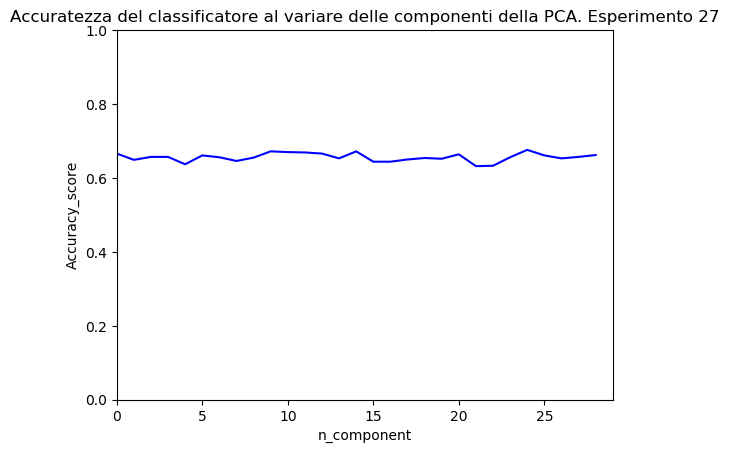 Accuratezza del classificatore al variare delle componenti della PCA. Esperimento 27
1.0
0.8
0.6
0.4
0.2
0.0
Accuracy_score
0 5 10 15 20 25
n_component